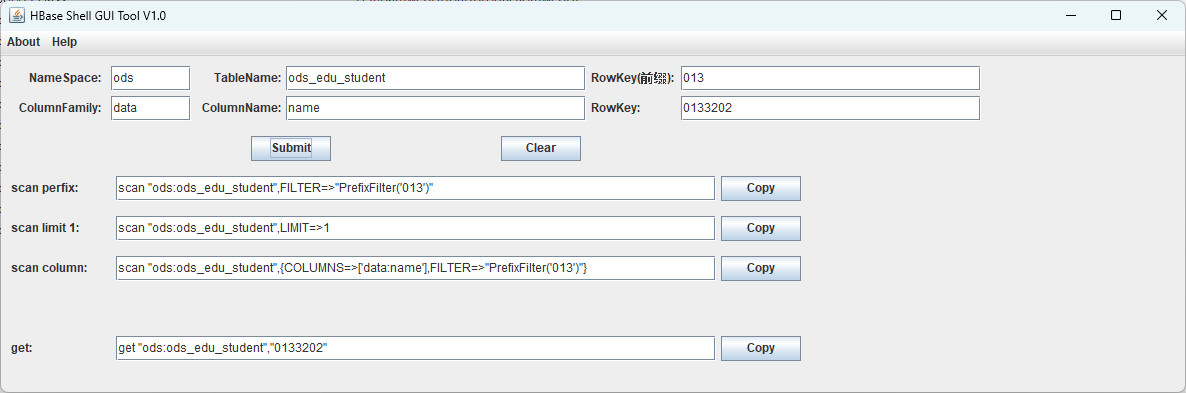 HBase Shell GUI Tool V1.0
About Help
NameSpace: ods TableName: ods_edu_student RowKey(前缀): 013
ColumnFamily: data ColumnName: name RowKey: 0133202
Submit Clear
scan perfix: scan "ods:ods_edu_student",FILTER=>"PrefixFilter('013')" Copy
scan limit 1: scan "ods:ods_edu_student",LIMIT=>1 Copy
scan column: scan "ods:ods_edu_student",{COLUMNS=>['data:name'],FILTER=>"PrefixFilter('013')"} Copy
get: get "ods:ods_edu_student","0133202" Copy